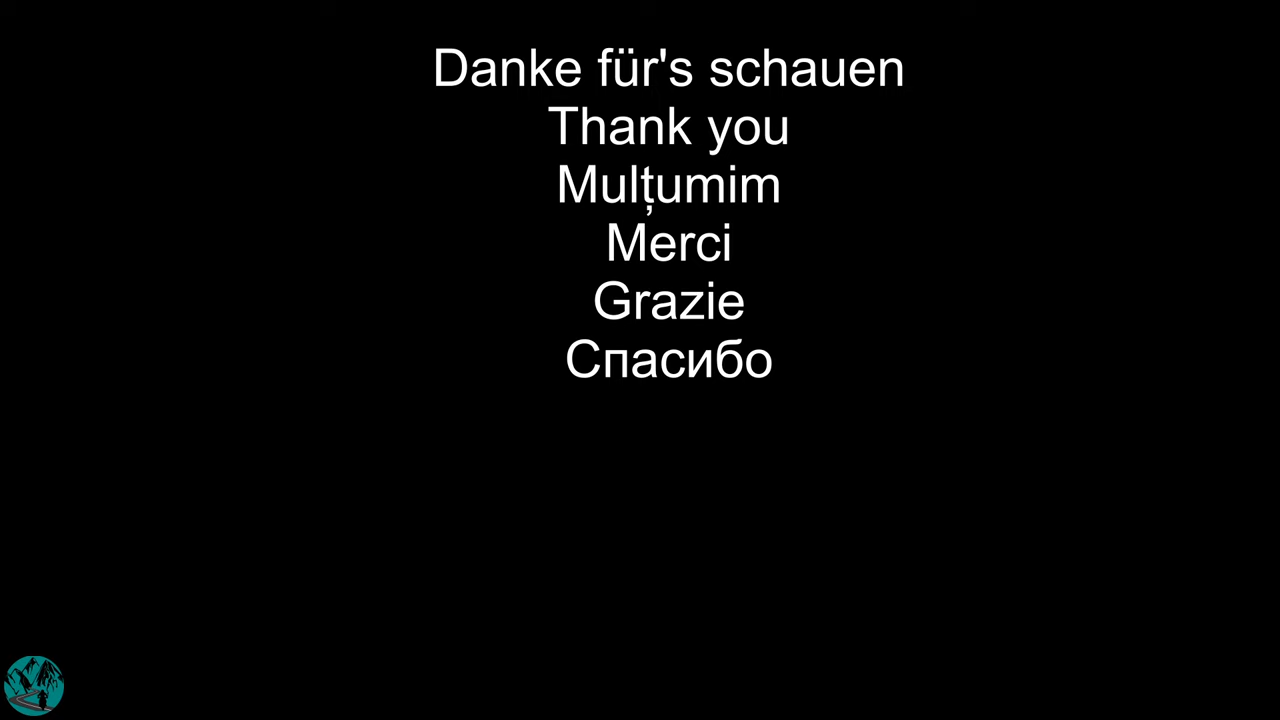 Danke für's schauen
Thank you
Mulțumim
Merci
Grazie
Спасибо